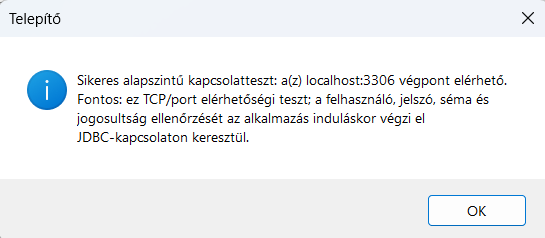 Telepítő
Sikeres alapszintű kapcsolatteszt: a(z) localhost:3306 végpont elérhető.
Fontos: ez TCP/port elérhetőségi teszt; a felhasználó, jelszó, séma és
jogosultság ellenőrzését az alkalmazás induláskor végzi el
JDBC-kapcsolaton keresztül.
OK